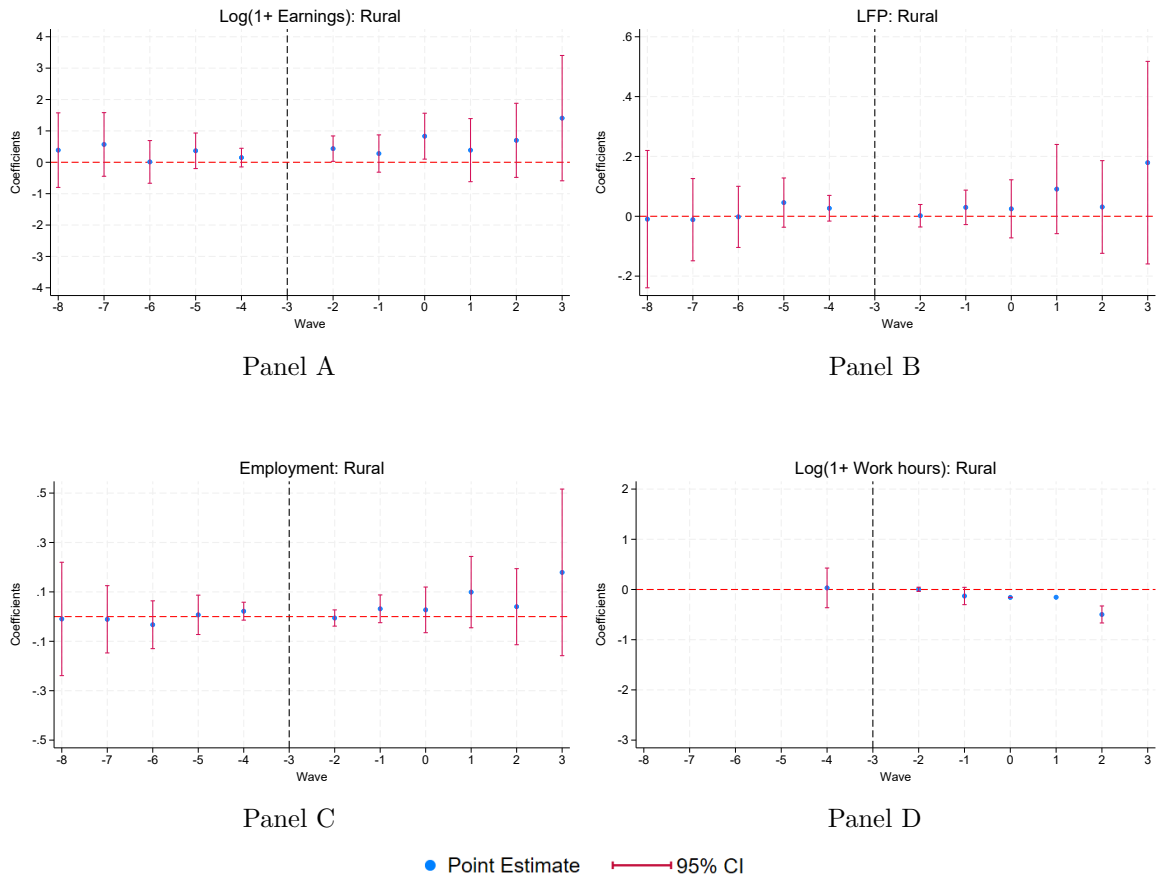 Log(1+ Earnings): Rural
4
3
2
1
0
-1
-2
-3
-4
Coefficients
-8 -7 -6 -5 -4 -3 -2 -1 0 1 2 3
Wave
Panel A
LFP: Rural
.6
.4
.2
0
-.2
Coefficients
-8 -7 -6 -5 -4 -3 -2 -1 0 1 2 3
Wave
Panel B
Employment: Rural
.5
.3
.1
-.1
-.3
-.5
Coefficients
-8 -7 -6 -5 -4 -3 -2 -1 0 1 2 3
Wave
Panel C
Log(1+ Work hours): Rural
2
1
0
-1
-2
-3
Coefficients
-8 -7 -6 -5 -4 -3 -2 -1 0 1 2 3
Wave
Panel D
Point Estimate 95% CI